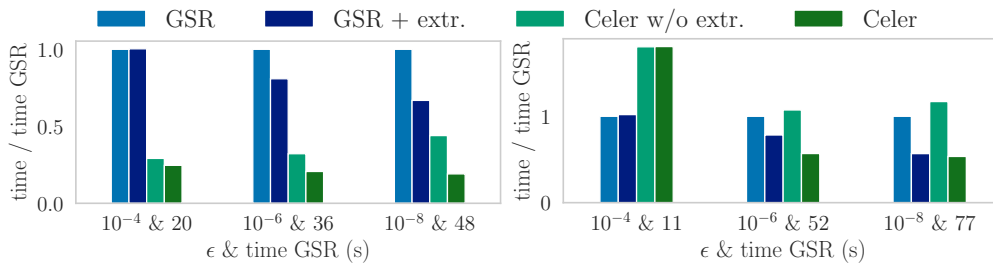 GSR GSR + extr. Celer w/o extr. Celer
time / time GSR
1.0
0.5
0.0
10⁻⁴ & 20 10⁻⁶ & 36 10⁻⁸ & 48
ϵ & time GSR (s)
time / time GSR
1
0
10⁻⁴ & 11 10⁻⁶ & 52 10⁻⁸ & 77
ϵ & time GSR (s)